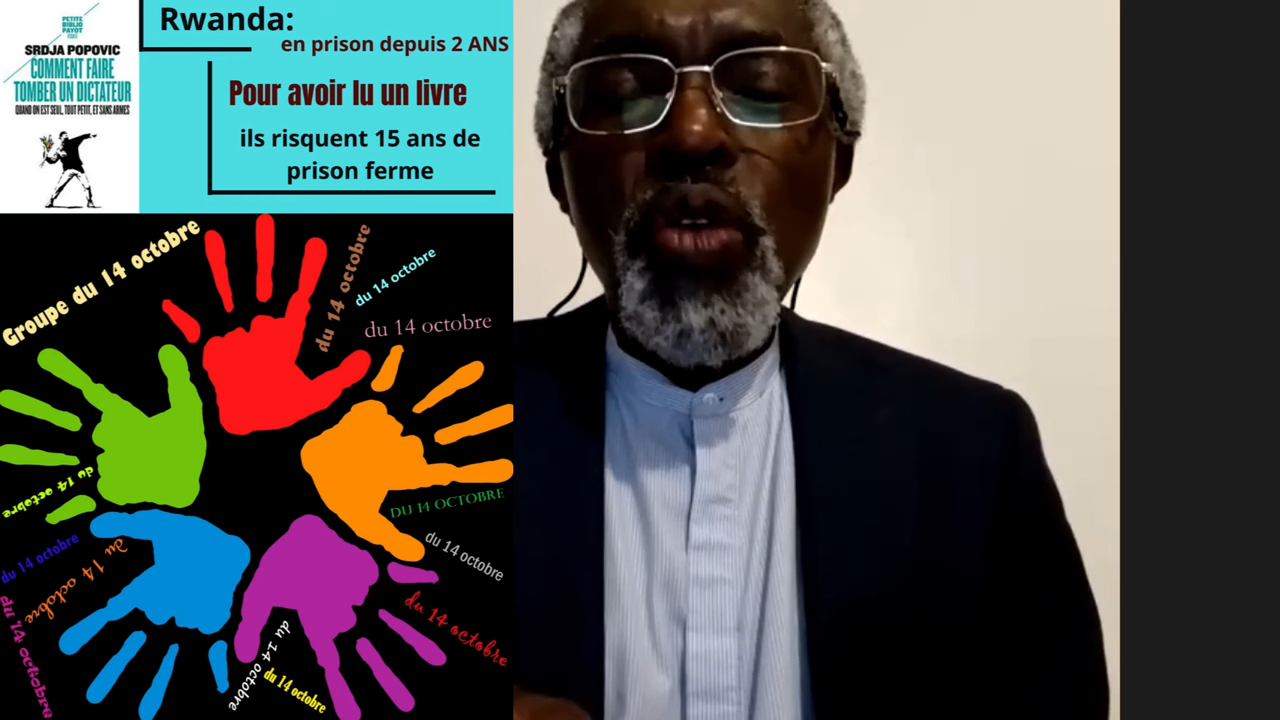 PETITE
BIBLIO
PAYOT
SRDJA POPOVIC
COMMENT FAIRE
TOMBER UN DICTATEUR
QUAND ON EST SEUL, TOUT PETIT, ET SANS ARMES
Rwanda:
en prison depuis 2 ANS
Pour avoir lu un livre
ils risquent 15 ans de
prison ferme
Groupe du 14 octobre
du 14 octobre
du 14 octobre
du 14 octobre
du 14 octobre
DU 14 OCTOBRE
du 14 octobre
du 14 octobre
du 14 octobre
du 14 octobre
du 14 octobre
du 14 octobre
du 14 octobre